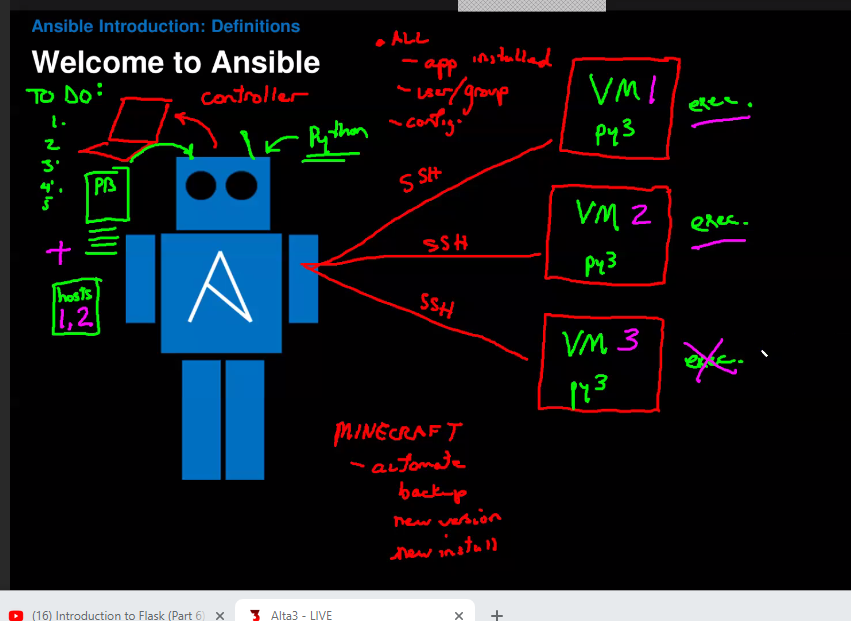 Ansible Introduction: Definitions
Welcome to Ansible
TO DO:
1.
2
3.
4.
5
controller
Python
PB
+
hosts
1,2
• ALL
- app installed
- user/group
- config.
SSH
SSH
SSH
VM 1
py3
exec.
VM 2
py3
exec.
VM 3
py3
exec.
MINECRAFT
- automate
backup
new version
new install
(16) Introduction to Flask (Part 6)
Alta3 - LIVE